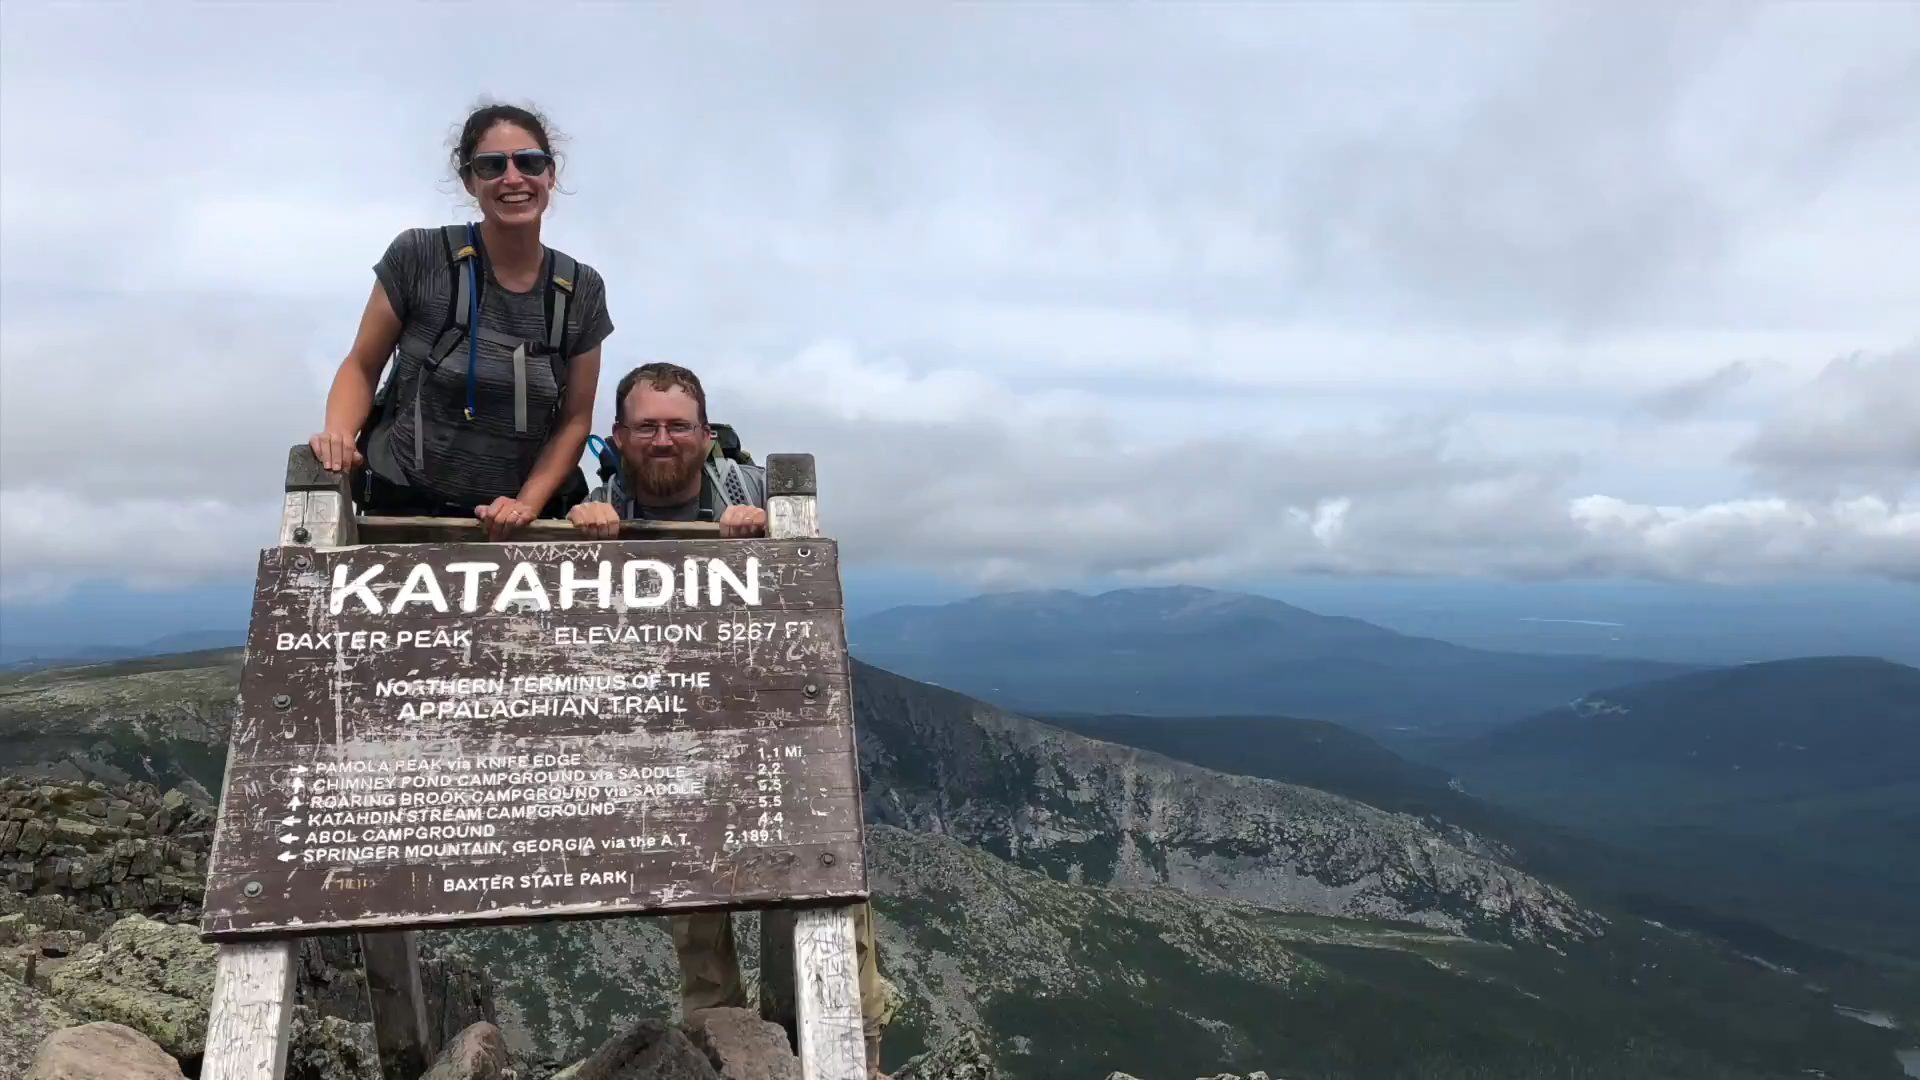 KATAHDIN
BAXTER PEAK ELEVATION 5267 FT
NORTHERN TERMINUS OF THE
APPALACHIAN TRAIL
→ PAMOLA PEAK via KNIFE EDGE 1.1 Mi
↑ CHIMNEY POND CAMPGROUND via SADDLE 2.2
↑ ROARING BROOK CAMPGROUND via SADDLE 5.5
← KATAHDIN STREAM CAMPGROUND 5.5
← ABOL CAMPGROUND 4.4
← SPRINGER MOUNTAIN, GEORGIA via the A.T. 2,189.1
BAXTER STATE PARK